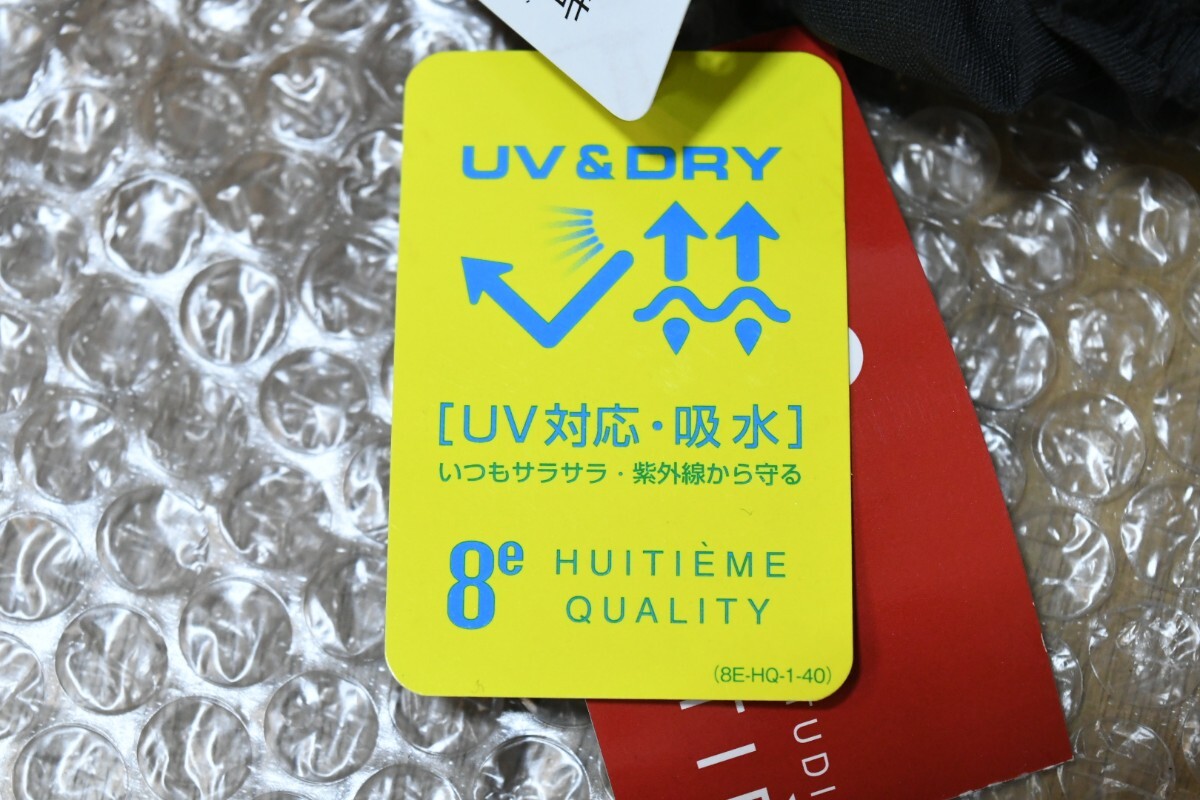 UV&DRY
[UV対応・吸水]
いつもサラサラ・紫外線から守る
8e HUITIÈME
QUALITY
(8E-HQ-1-40)